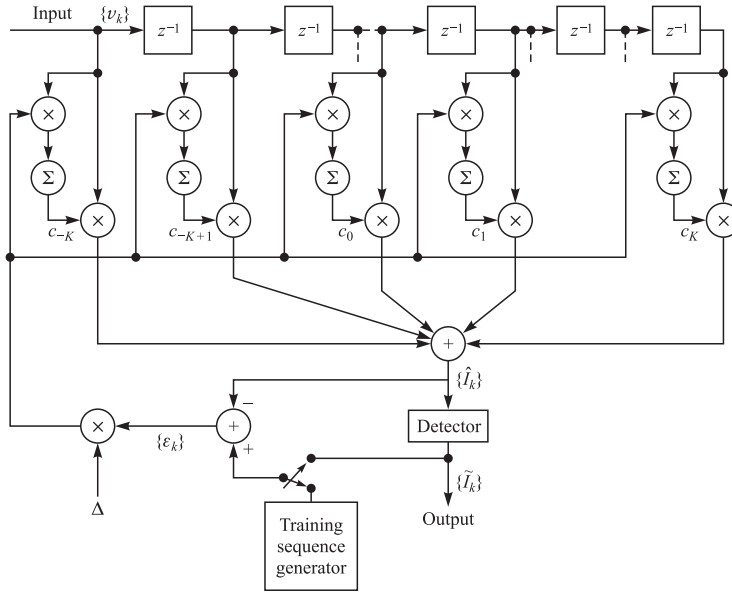 Input
{v_k}
z⁻¹
z⁻¹
z⁻¹
z⁻¹
z⁻¹
×
×
×
×
×
Σ
Σ
Σ
Σ
Σ
×
×
×
×
×
c_{-K}
c_{-K+1}
c_0
c_1
c_K
+
{Î_k}
−
×
{ε_k}
+
+
Detector
Δ
{Ĩ_k}
Output
Training
sequence
generator